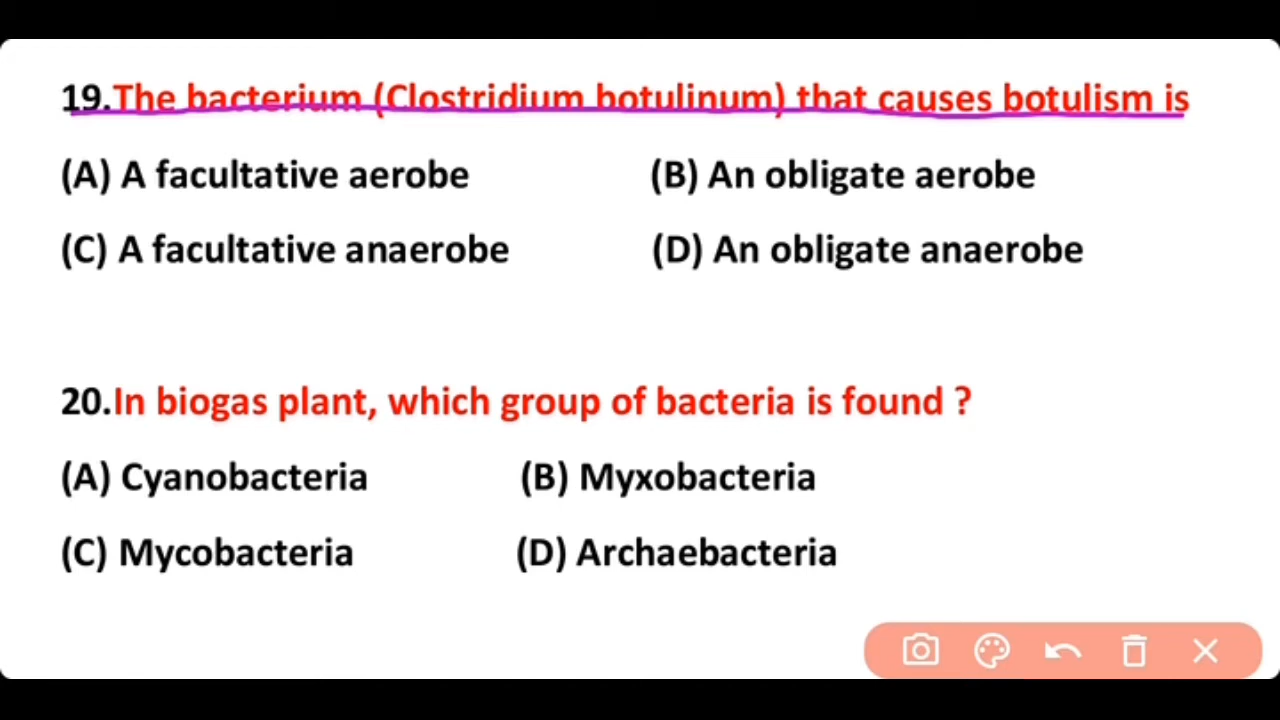 19.The bacterium (Clostridium botulinum) that causes botulism is
(A) A facultative aerobe (B) An obligate aerobe
(C) A facultative anaerobe (D) An obligate anaerobe
20.In biogas plant, which group of bacteria is found ?
(A) Cyanobacteria (B) Myxobacteria
(C) Mycobacteria (D) Archaebacteria